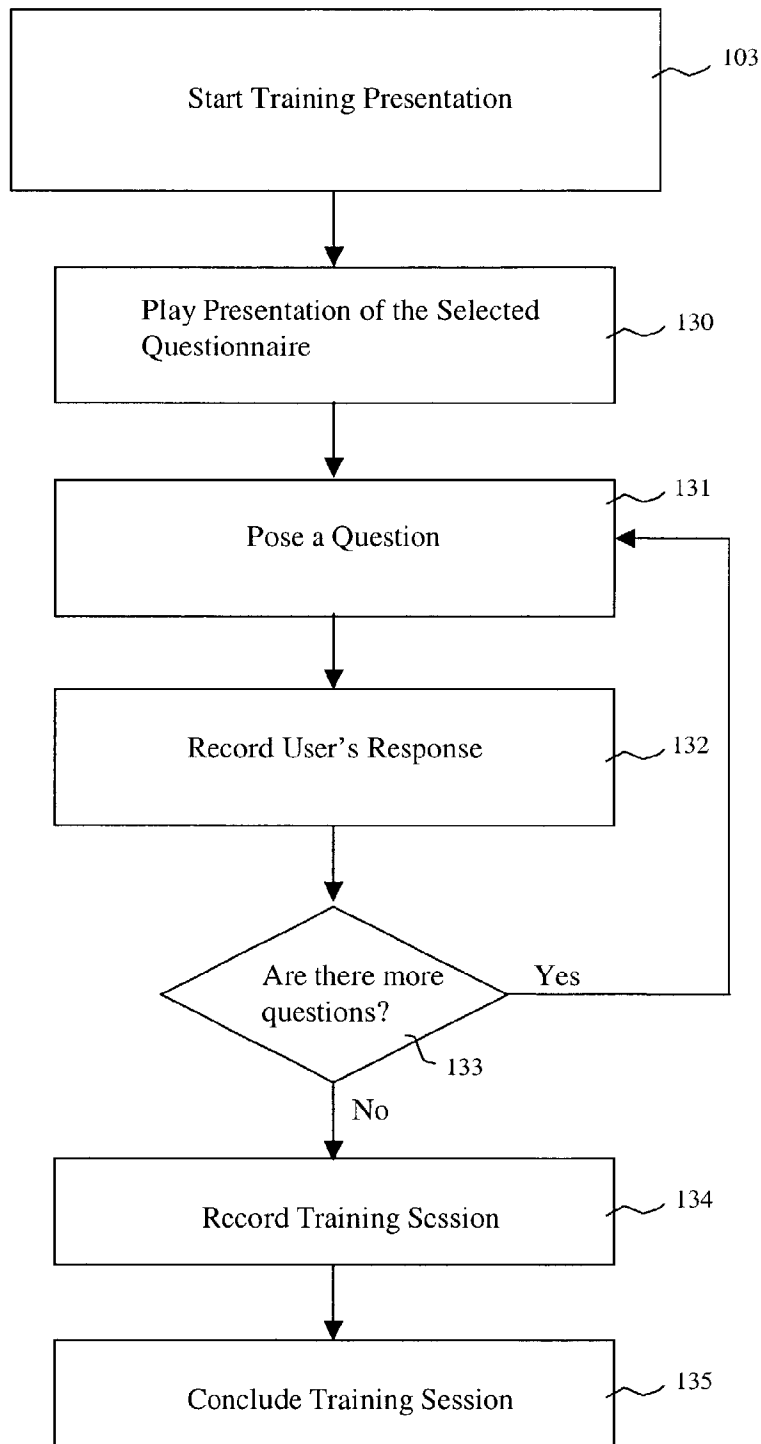 Start Training Presentation
103
Play Presentation of the Selected
Questionnaire
130
Pose a Question
131
Record User's Response
132
Are there more
questions?
Yes
133
No
Record Training Session
134
Conclude Training Session
135